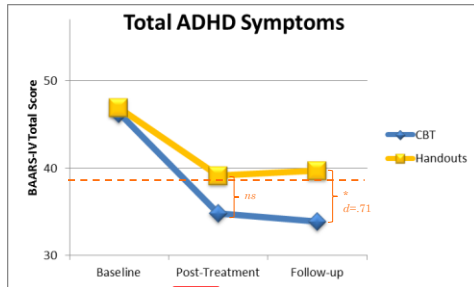 Total ADHD Symptoms
BAARS-IV Total Score
50
40
30
ns
*
d=.71
CBT
Handouts
Baseline
Post-Treatment
Follow-up